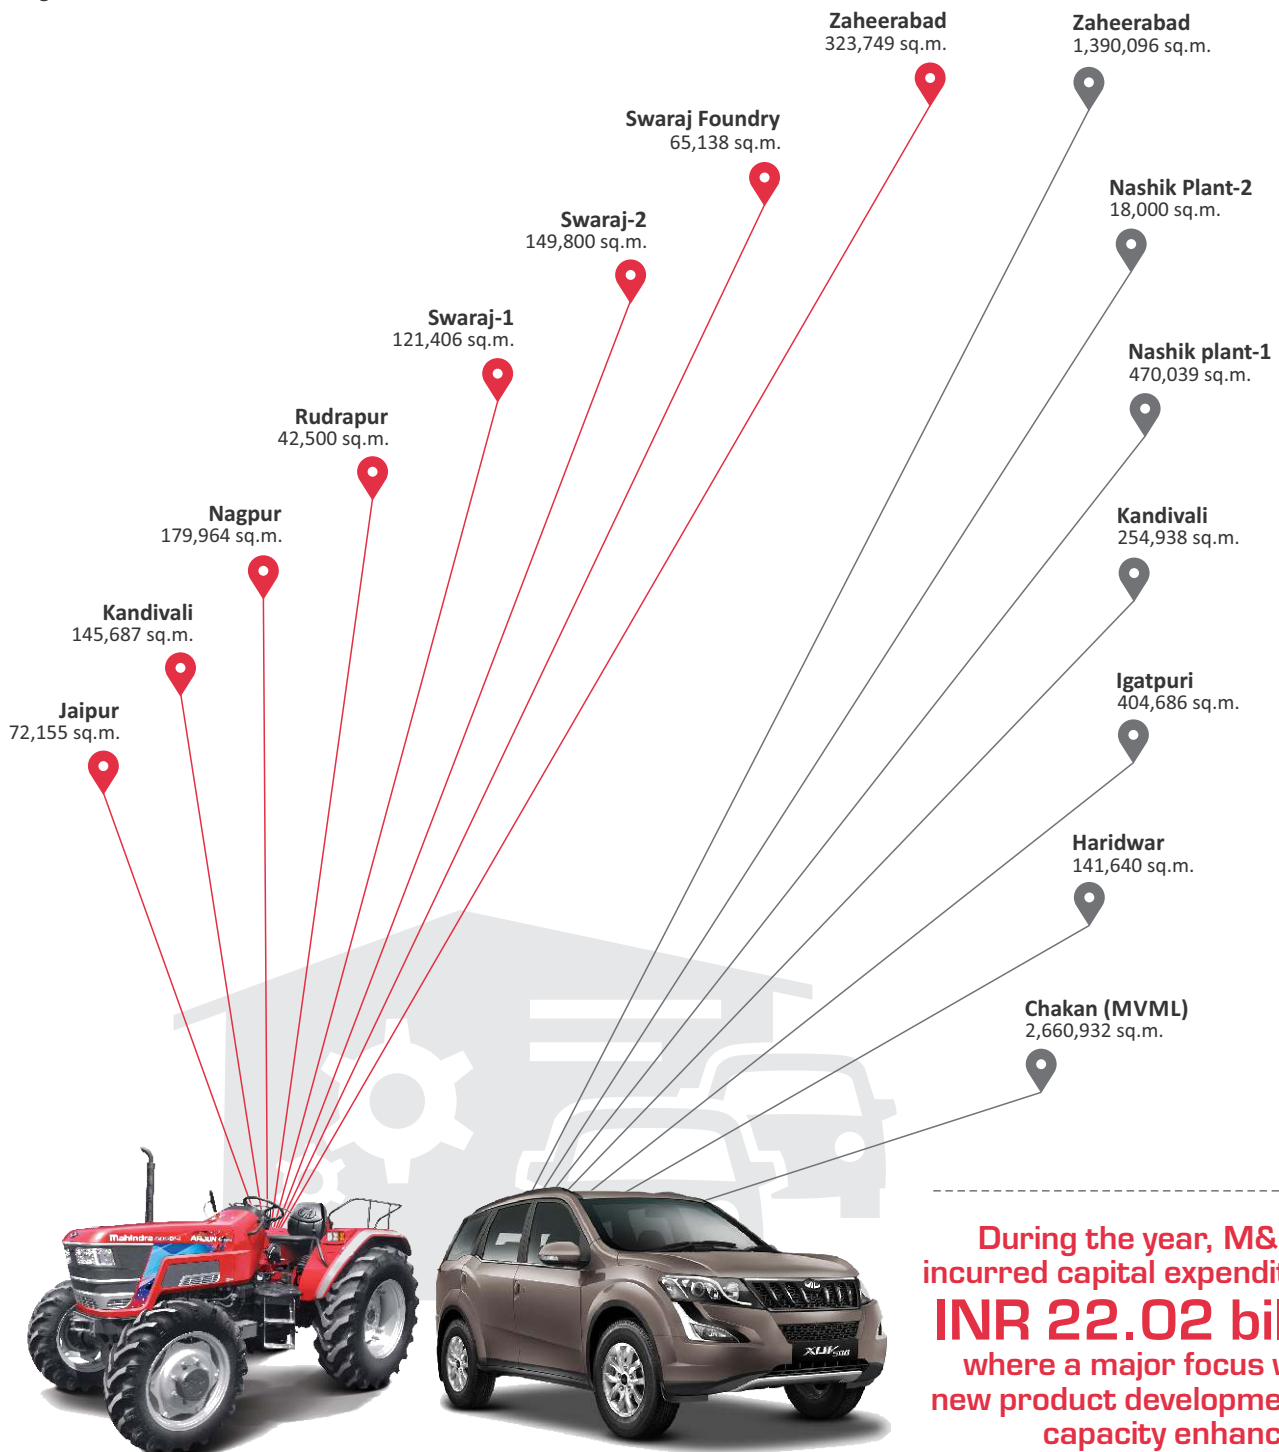 Zaheerabad
323,749 sq.m.
Zaheerabad
1,390,096 sq.m.
Swaraj Foundry
65,138 sq.m.
Nashik Plant-2
18,000 sq.m.
Swaraj-2
149,800 sq.m.
Swaraj-1
121,406 sq.m.
Nashik plant-1
470,039 sq.m.
Rudrapur
42,500 sq.m.
Nagpur
179,964 sq.m.
Kandivali
254,938 sq.m.
Kandivali
145,687 sq.m.
Igatpuri
404,686 sq.m.
Jaipur
72,155 sq.m.
Haridwar
141,640 sq.m.
Chakan (MVML)
2,660,932 sq.m.
Mahindra ARJUN
XUV500
During the year, M&
incurred capital expendit
INR 22.02 bil
where a major focus
new product developme
capacity enhanc